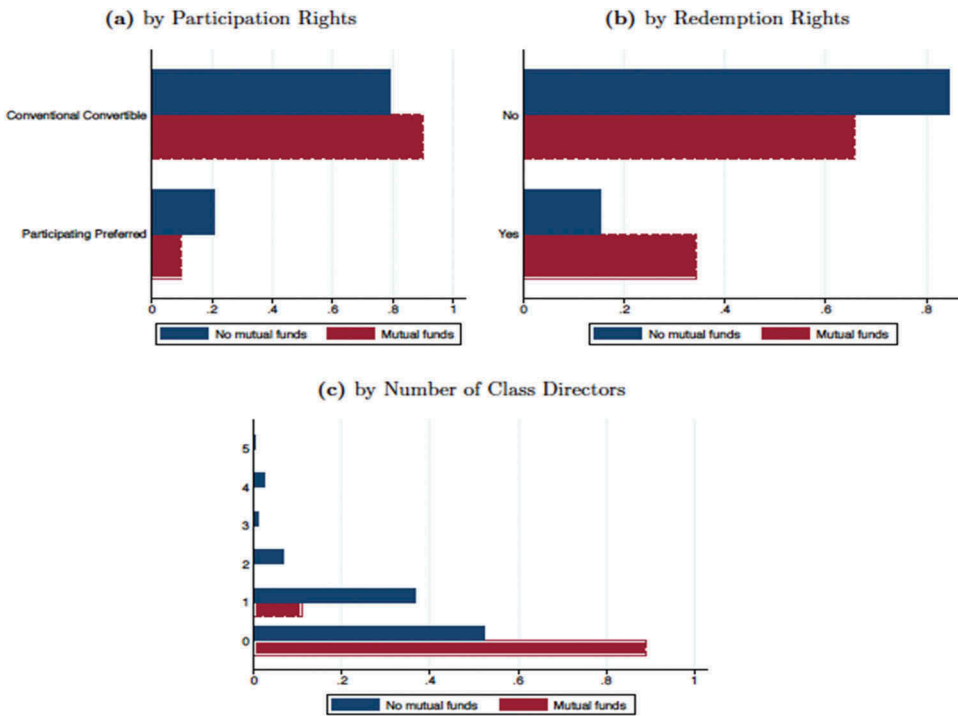 (a) by Participation Rights
Conventional Convertible
Participating Preferred
0 .2 .4 .6 .8 1
No mutual funds Mutual funds
(b) by Redemption Rights
No
Yes
0 .2 .4 .6 .8
No mutual funds Mutual funds
(c) by Number of Class Directors
5
4
3
2
1
0
0 .2 .4 .6 .8 1
No mutual funds Mutual funds